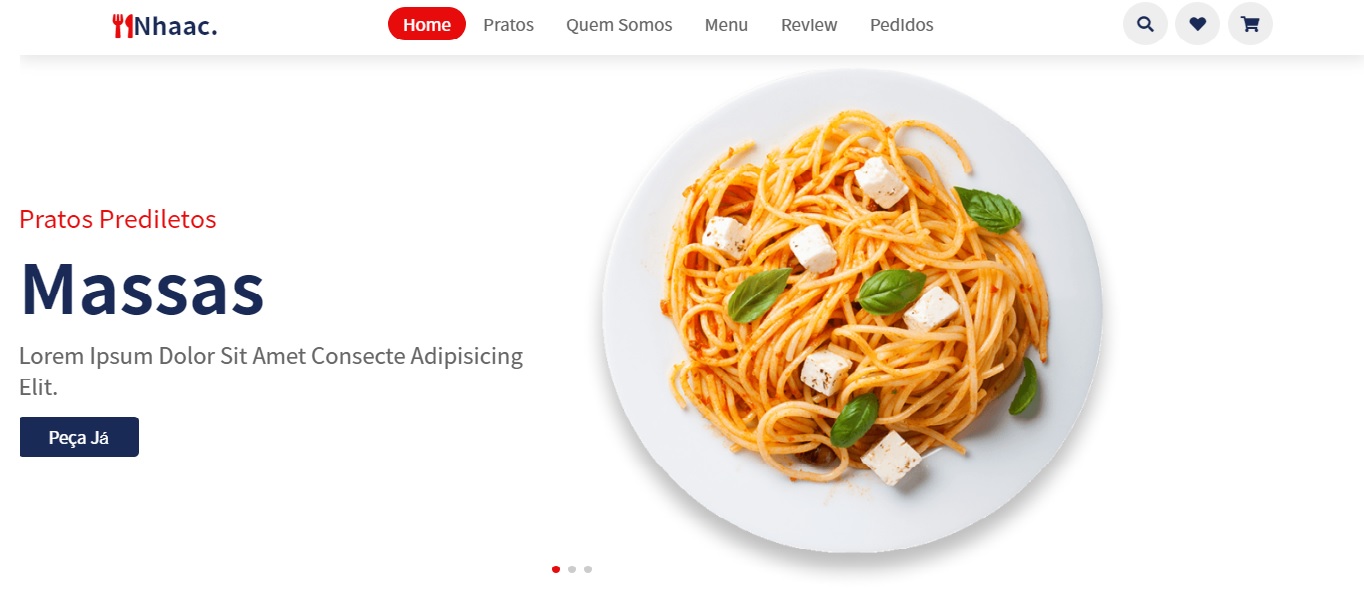 Nhaac.
Home Pratos Quem Somos Menu Review Pedidos
Pratos Prediletos
Massas
Lorem Ipsum Dolor Sit Amet Consecte Adipisicing
Elit.
Peça Já